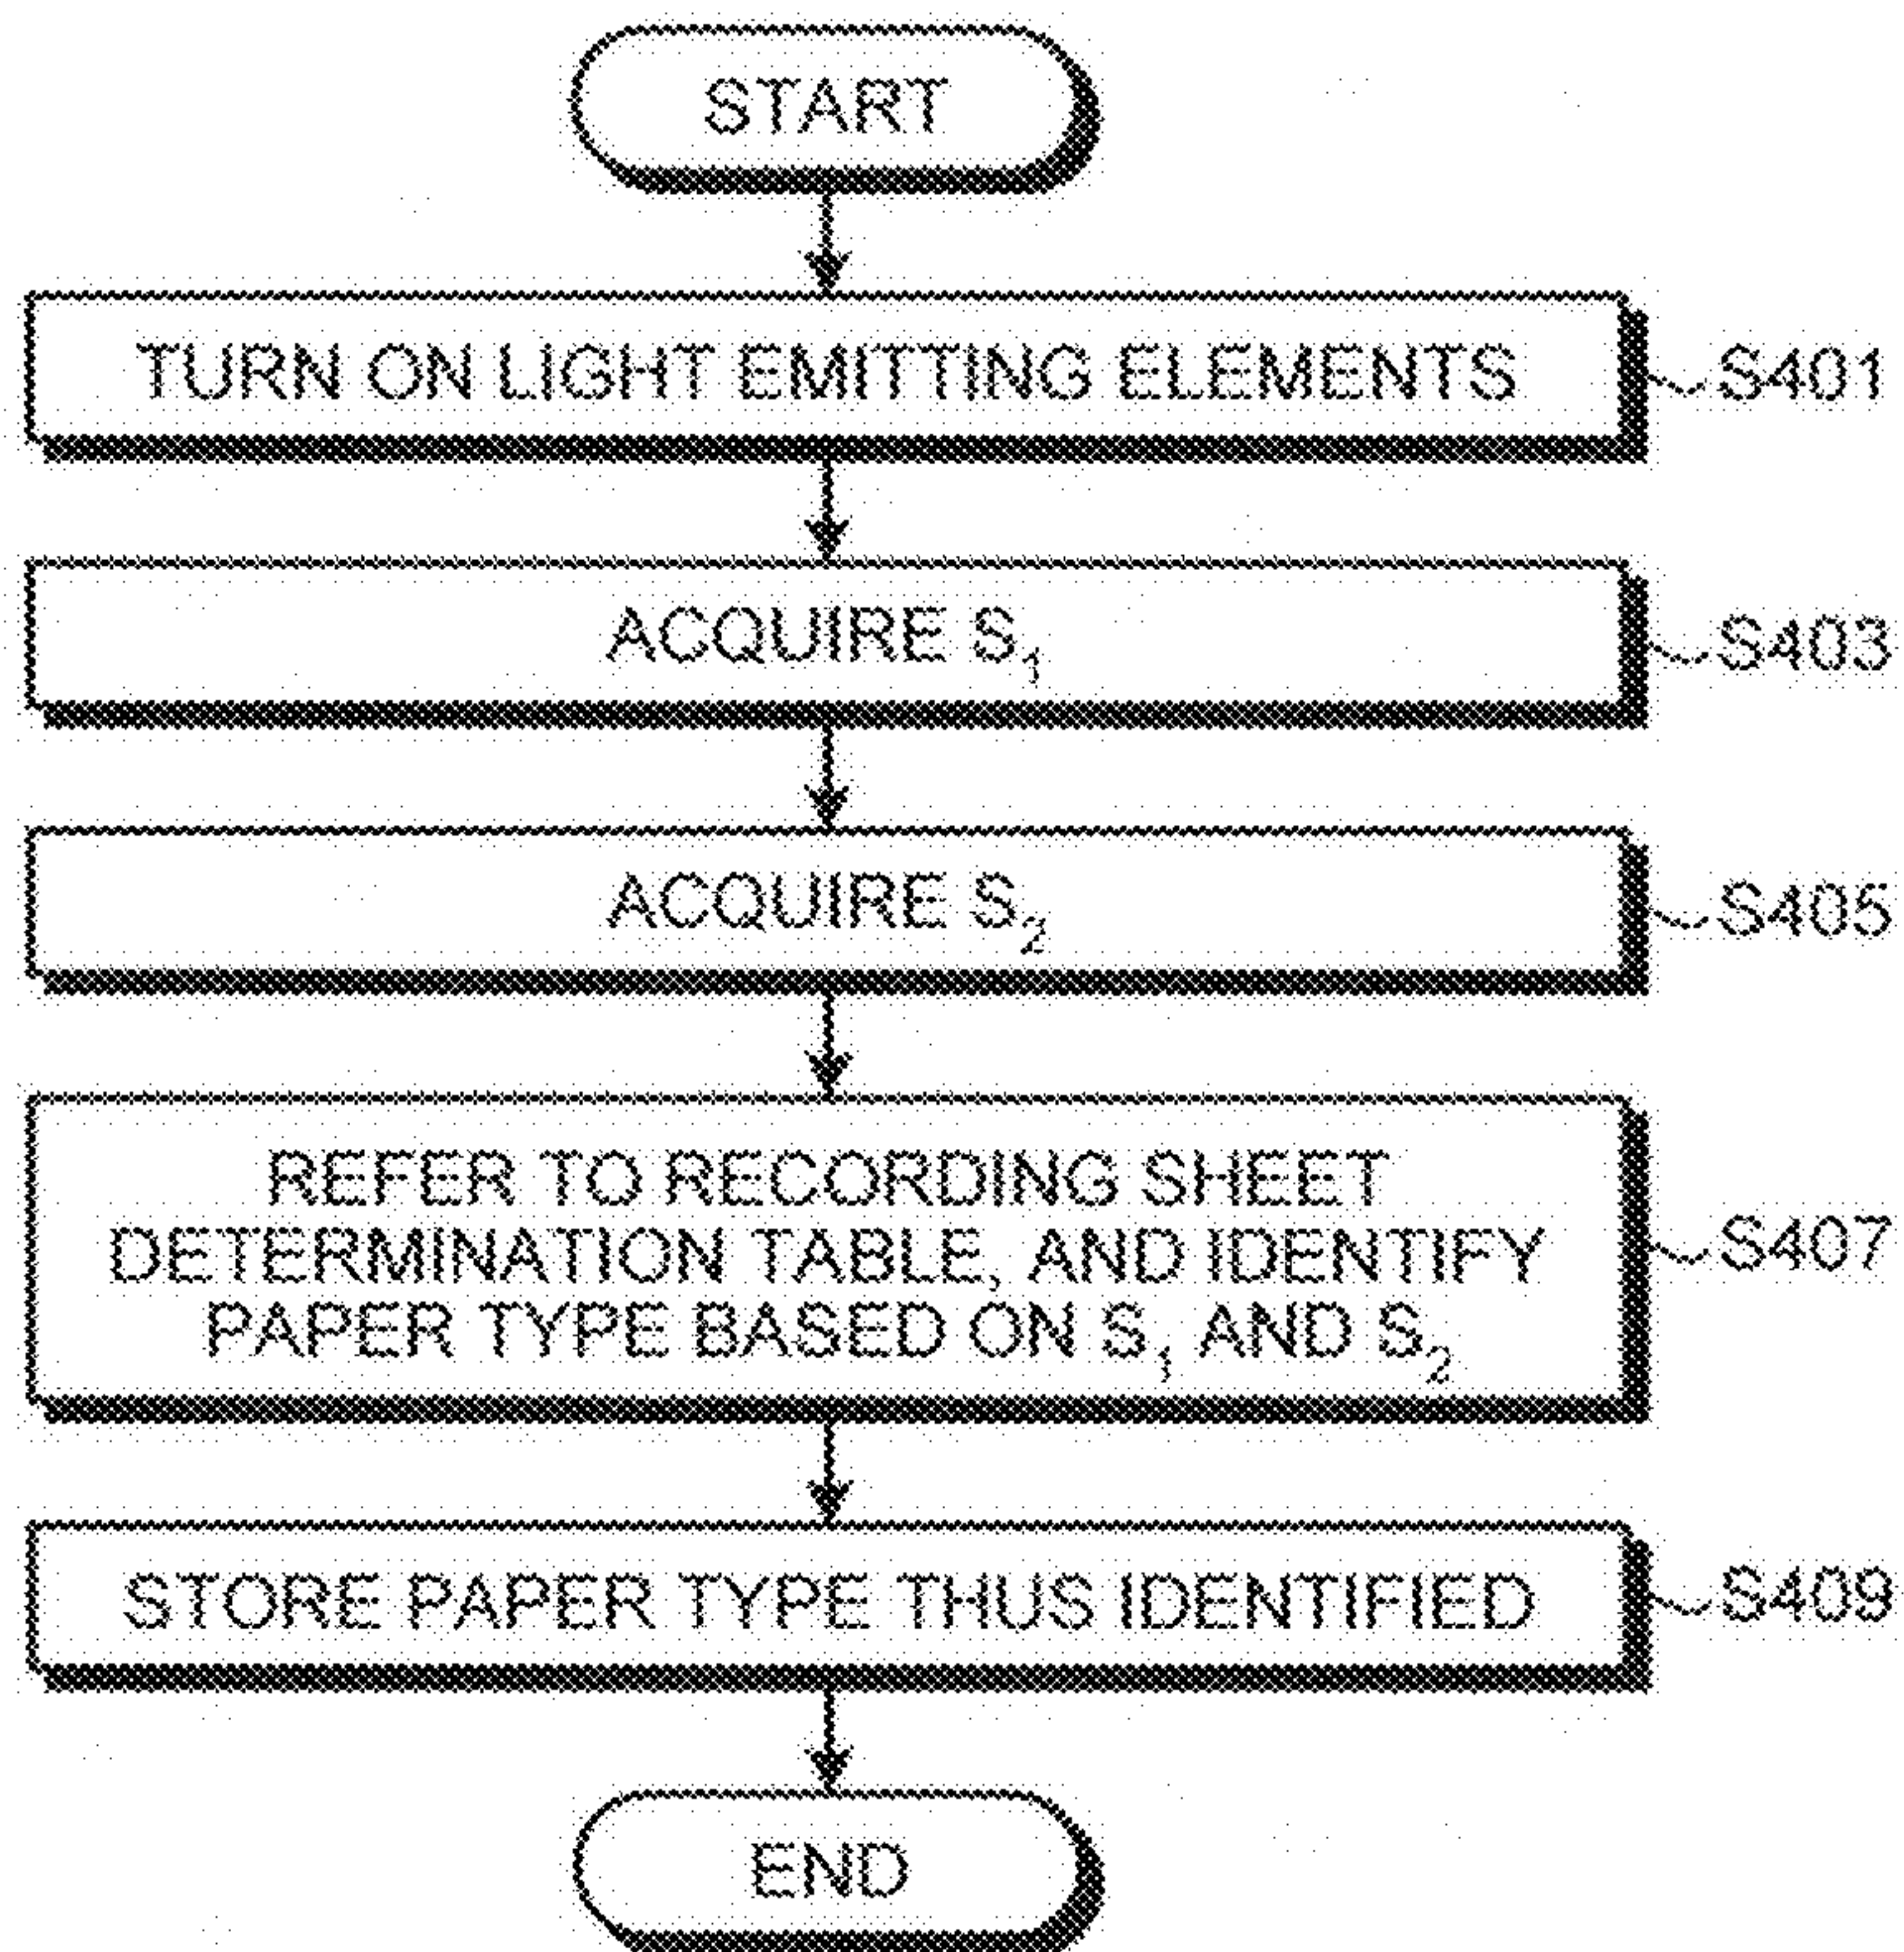 START
TURN ON LIGHT EMITTING ELEMENTS
S401
ACQUIRE S₁
S403
ACQUIRE S₂
S405
REFER TO RECORDING SHEET
DETERMINATION TABLE, AND IDENTIFY
PAPER TYPE BASED ON S₁ AND S₂
S407
STORE PAPER TYPE THUS IDENTIFIED
S409
END